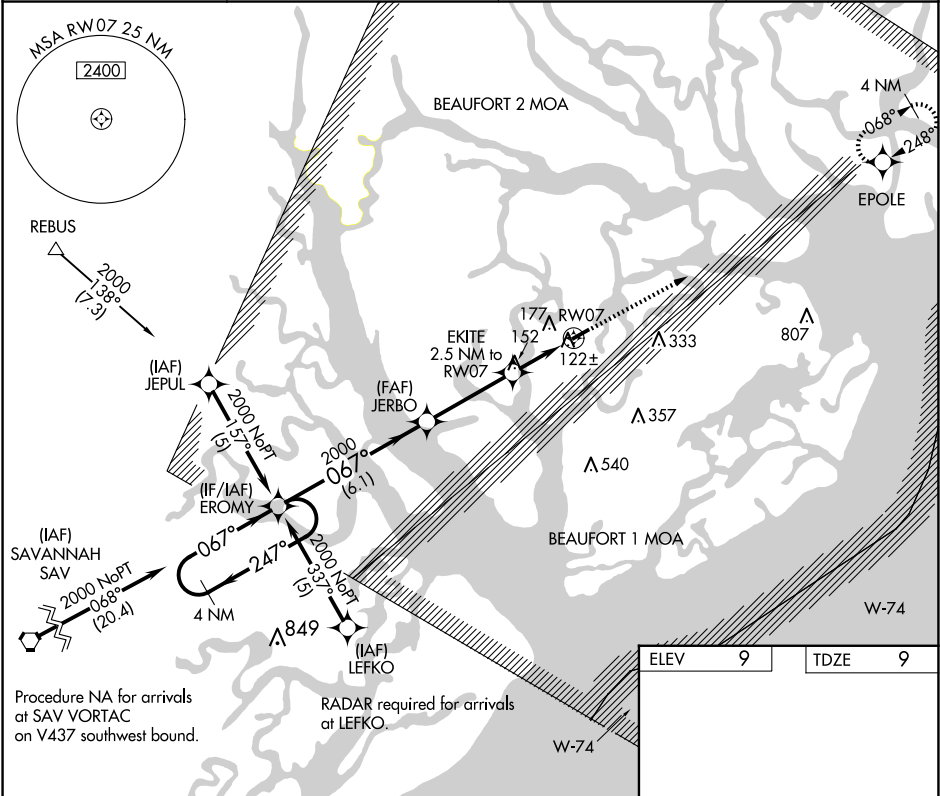 MSA RW07 25 NM
2400
BEAUFORT 2 MOA
4 NM
068°
248°
EPOLE
REBUS
2000
138°
(7.3)
177
RW07
EKITE
152
2.5 NM to
RW07
122±
333
807
(IAF)
JEPUL
2000 NoPT
157°
(5)
(FAF)
JERBO
357
2000
067°
(6.1)
540
(IF/IAF)
EROMY
(IAF)
SAVANNAH
SAV
067°
247°
2000 NoPT
337°
(5)
BEAUFORT 1 MOA
2000 NoPT
068°
(20.4)
4 NM
W-74
849
(IAF)
LEFKO
ELEV 9
TDZE 9
Procedure NA for arrivals
at SAV VORTAC
on V437 southwest bound.
RADAR required for arrivals
at LEFKO.
W-74